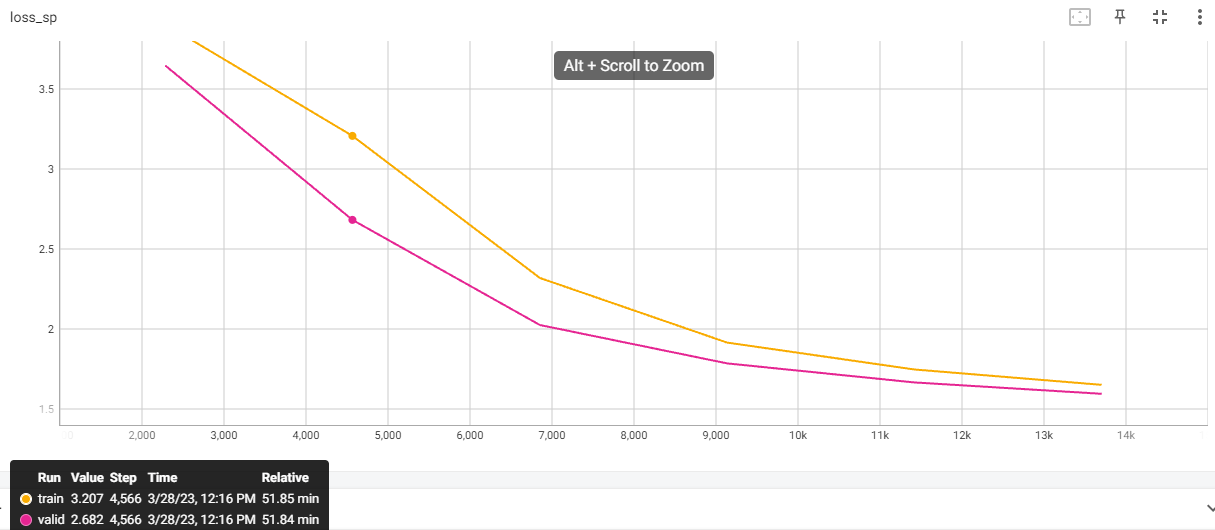 loss_sp
Alt + Scroll to Zoom
3.5
3
2.5
2
1.5
2,000 3,000 4,000 5,000 6,000 7,000 8,000 9,000 10k 11k 12k 13k 14k
Run Value Step Time Relative
train 3.207 4,566 3/28/23, 12:16 PM 51.85 min
valid 2.682 4,566 3/28/23, 12:16 PM 51.84 min